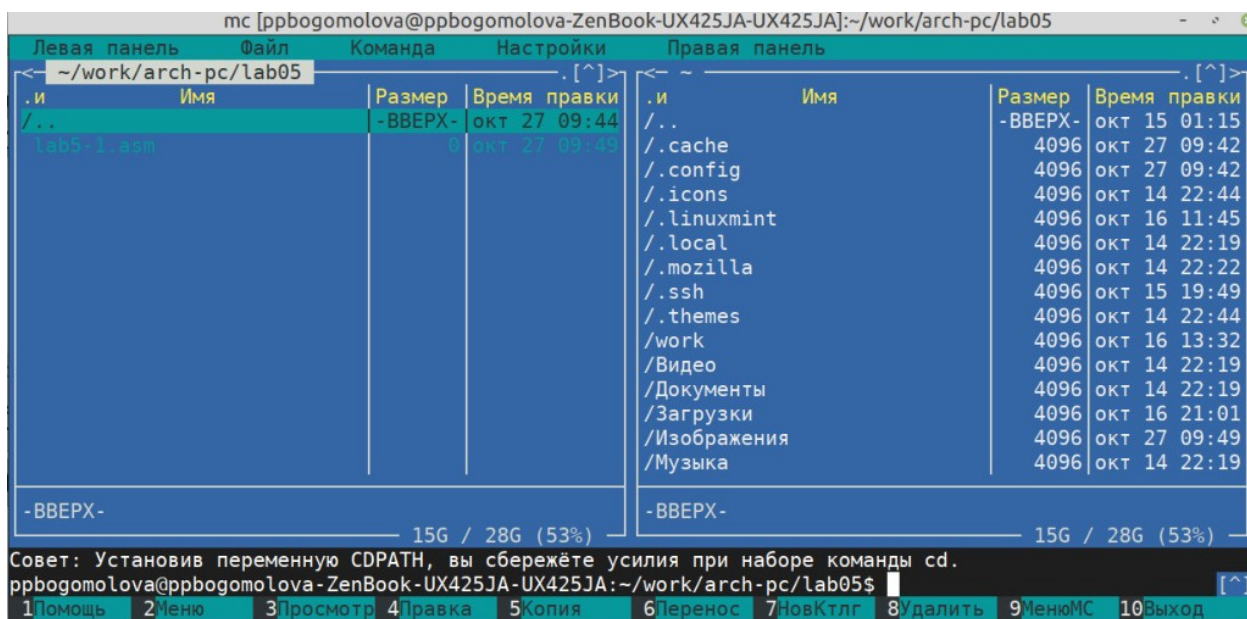 mc [ppbogomolova@ppbogomolova-ZenBook-UX425JA-UX425JA]:~/work/arch-pc/lab05
Левая панель Файл Команда Настройки Правая панель
<─ ~/work/arch-pc/lab05 .[^]> <─ ~ .[^]>
.и Имя Размер Время правки .и Имя Размер Время правки
/.. -ВВЕРХ- окт 27 09:44 /.. -ВВЕРХ- окт 15 01:15
lab5-1.asm 0 окт 27 09:49 /.cache 4096 окт 27 09:42
/.config 4096 окт 27 09:42
/.icons 4096 окт 14 22:44
/.linuxmint 4096 окт 16 11:45
/.local 4096 окт 14 22:19
/.mozilla 4096 окт 14 22:22
/.ssh 4096 окт 15 19:49
/.themes 4096 окт 14 22:44
/work 4096 окт 16 13:32
/Видео 4096 окт 14 22:19
/Документы 4096 окт 14 22:19
/Загрузки 4096 окт 16 21:01
/Изображения 4096 окт 27 09:49
/Музыка 4096 окт 14 22:19
-ВВЕРХ- -ВВЕРХ-
15G / 28G (53%) 15G / 28G (53%)
Совет: Установив переменную CDPATH, вы сбережёте усилия при наборе команды cd.
ppbogomolova@ppbogomolova-ZenBook-UX425JA-UX425JA:~/work/arch-pc/lab05$ [^]
1Помощь 2Меню 3Просмотр 4Правка 5Копия 6Перенос 7НовКтлг 8Удалить 9МенюМС 10Выход